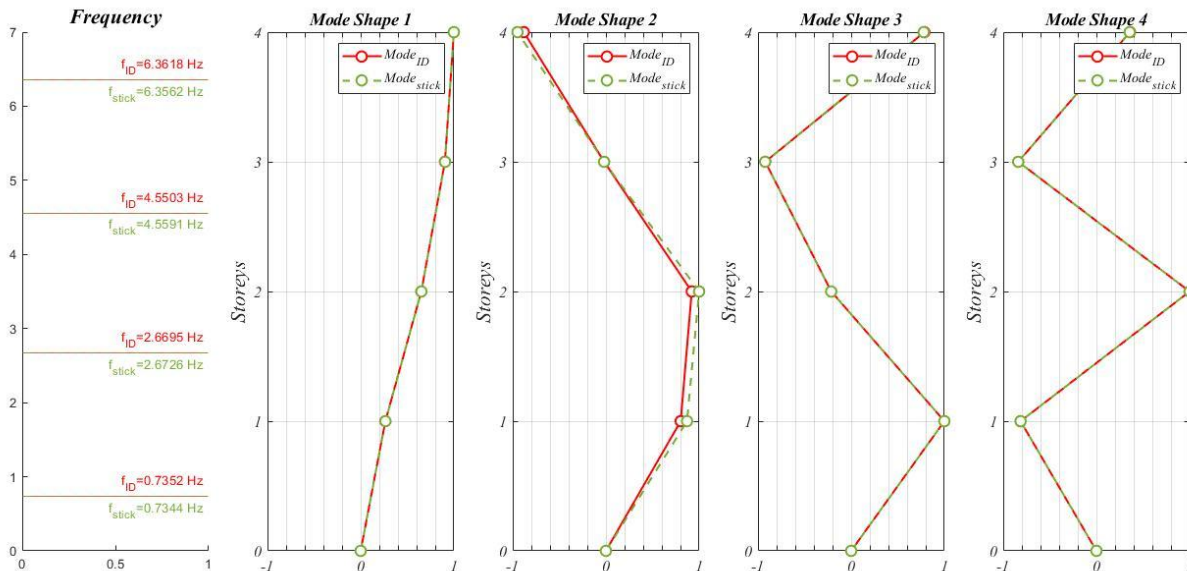 Frequency
7
6
5
4
3
2
1
0
f_ID=6.3618 Hz
f_stick=6.3562 Hz
f_ID=4.5503 Hz
f_stick=4.5591 Hz
f_ID=2.6695 Hz
f_stick=2.6726 Hz
f_ID=0.7352 Hz
f_stick=0.7344 Hz
0 0.5 1
Mode Shape 1
Mode_ID
Mode_stick
4
3
2
1
0
-1 0 1
Mode Shape 2
Mode_ID
Mode_stick
Storeys
4
3
2
1
0
-1 0 1
Mode Shape 3
Mode_ID
Mode_stick
Storeys
4
3
2
1
0
-1 0 1
Mode Shape 4
Mode_ID
Mode_stick
Storeys
4
3
2
1
0
-1 0